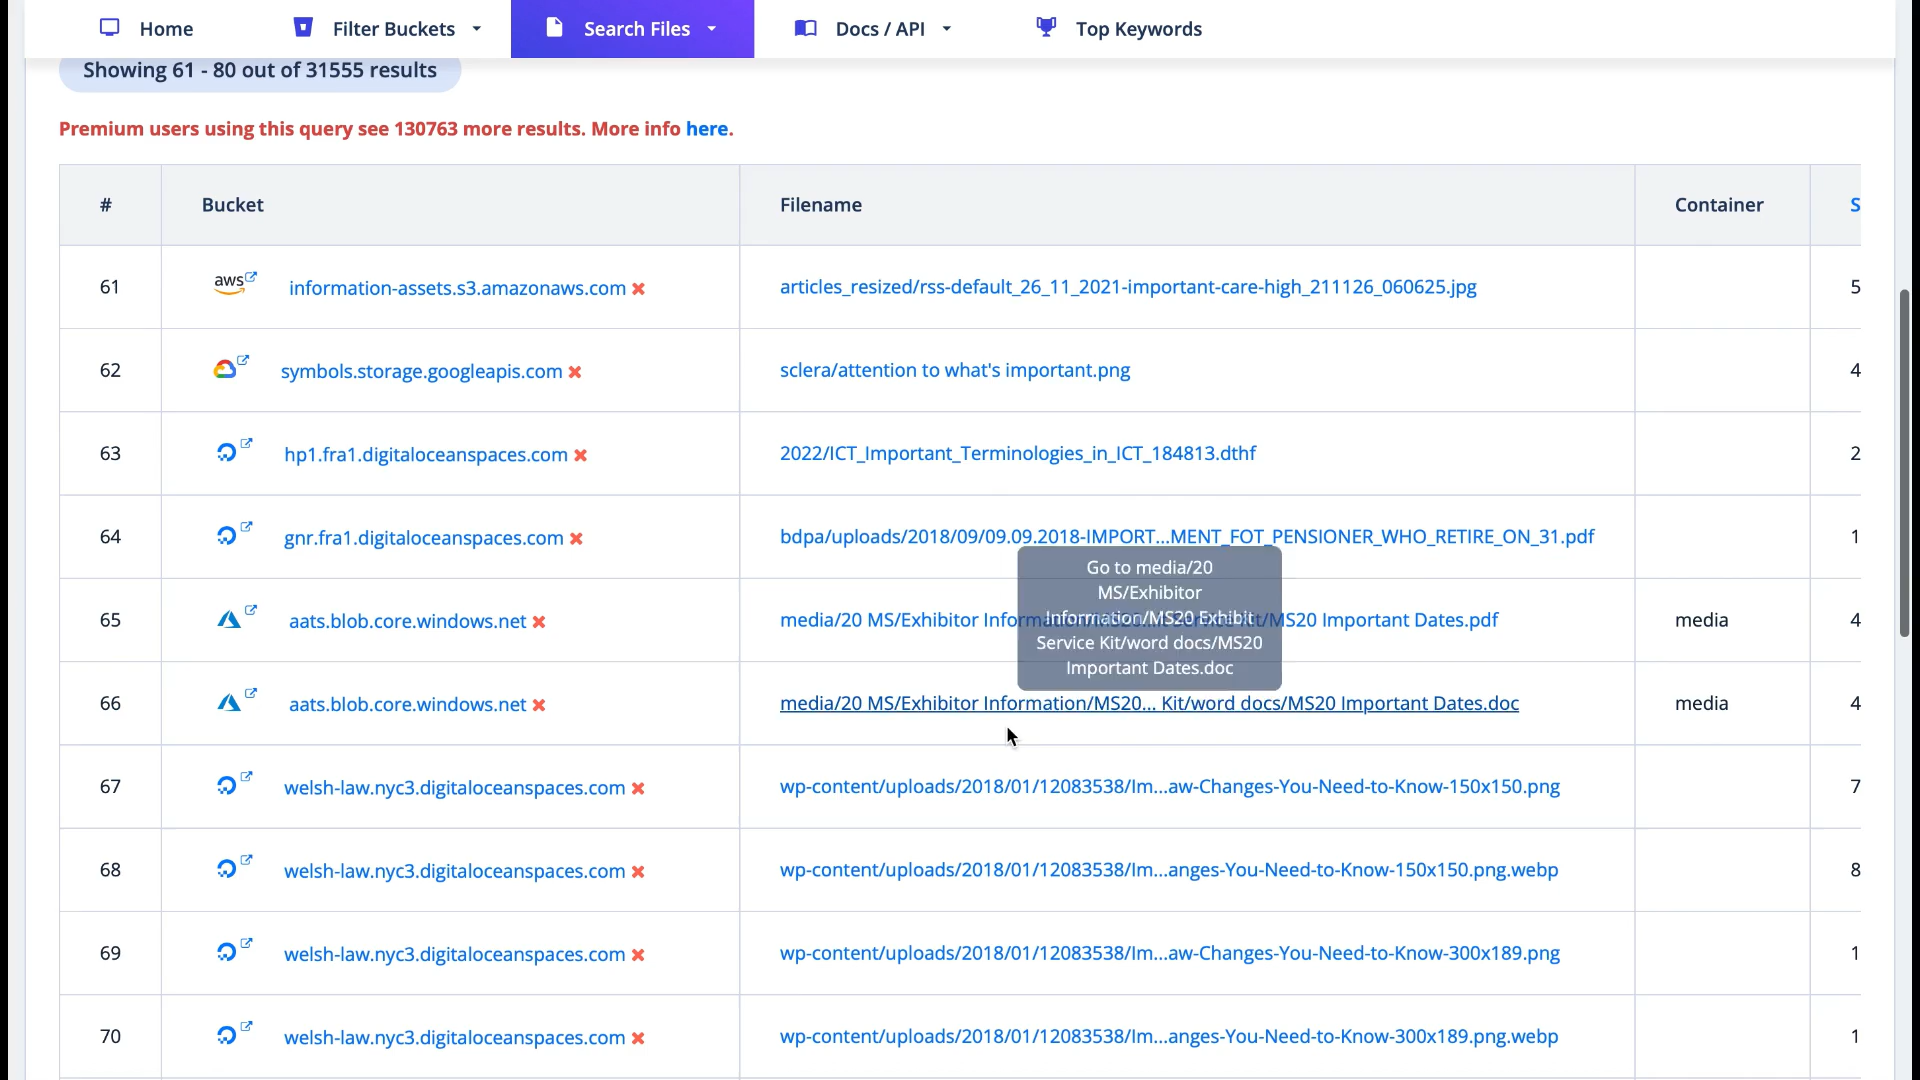 Home
Filter Buckets
Search Files
Docs / API
Top Keywords
Showing 61 - 80 out of 31555 results
Premium users using this query see 130763 more results. More info here.
# Bucket Filename Container S
61 aws information-assets.s3.amazonaws.com articles_resized/rss-default_26_11_2021-important-care-high_211126_060625.jpg 5
62 symbols.storage.googleapis.com sclera/attention to what's important.png 4
63 hp1.fra1.digitaloceanspaces.com 2022/ICT_Important_Terminologies_in_ICT_184813.dthf 2
64 gnr.fra1.digitaloceanspaces.com bdpa/uploads/2018/09/09.09.2018-IMPORT...MENT_FOT_PENSIONER_WHO_RETIRE_ON_31.pdf 1
Go to media/20
MS/Exhibitor
Information/MS20 Exhibit
Service Kit/word docs/MS20
Important Dates.doc
65 aats.blob.core.windows.net media/20 MS/Exhibitor Important Dates.pdf media 4
66 aats.blob.core.windows.net media/20 MS/Exhibitor Information/MS20... Kit/word docs/MS20 Important Dates.doc media 4
67 welsh-law.nyc3.digitaloceanspaces.com wp-content/uploads/2018/01/12083538/Im...aw-Changes-You-Need-to-Know-150x150.png 7
68 welsh-law.nyc3.digitaloceanspaces.com wp-content/uploads/2018/01/12083538/Im...anges-You-Need-to-Know-150x150.png.webp 8
69 welsh-law.nyc3.digitaloceanspaces.com wp-content/uploads/2018/01/12083538/Im...aw-Changes-You-Need-to-Know-300x189.png 1
70 welsh-law.nyc3.digitaloceanspaces.com wp-content/uploads/2018/01/12083538/Im...anges-You-Need-to-Know-300x189.png.webp 1